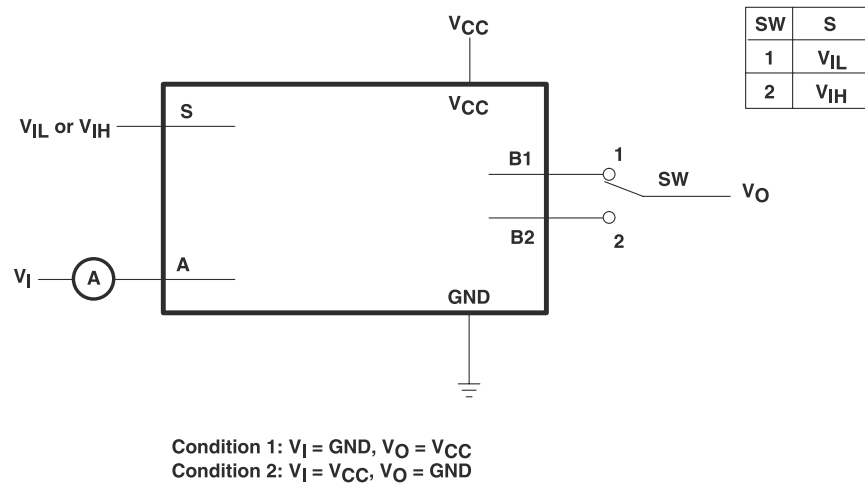 VCC
SW S
1 VIL
2 VIH
VCC
S
VIL or VIH
B1
1
SW
VO
B2
2
VI
A
A
GND
Condition 1: VI = GND, VO = VCC
Condition 2: VI = VCC, VO = GND